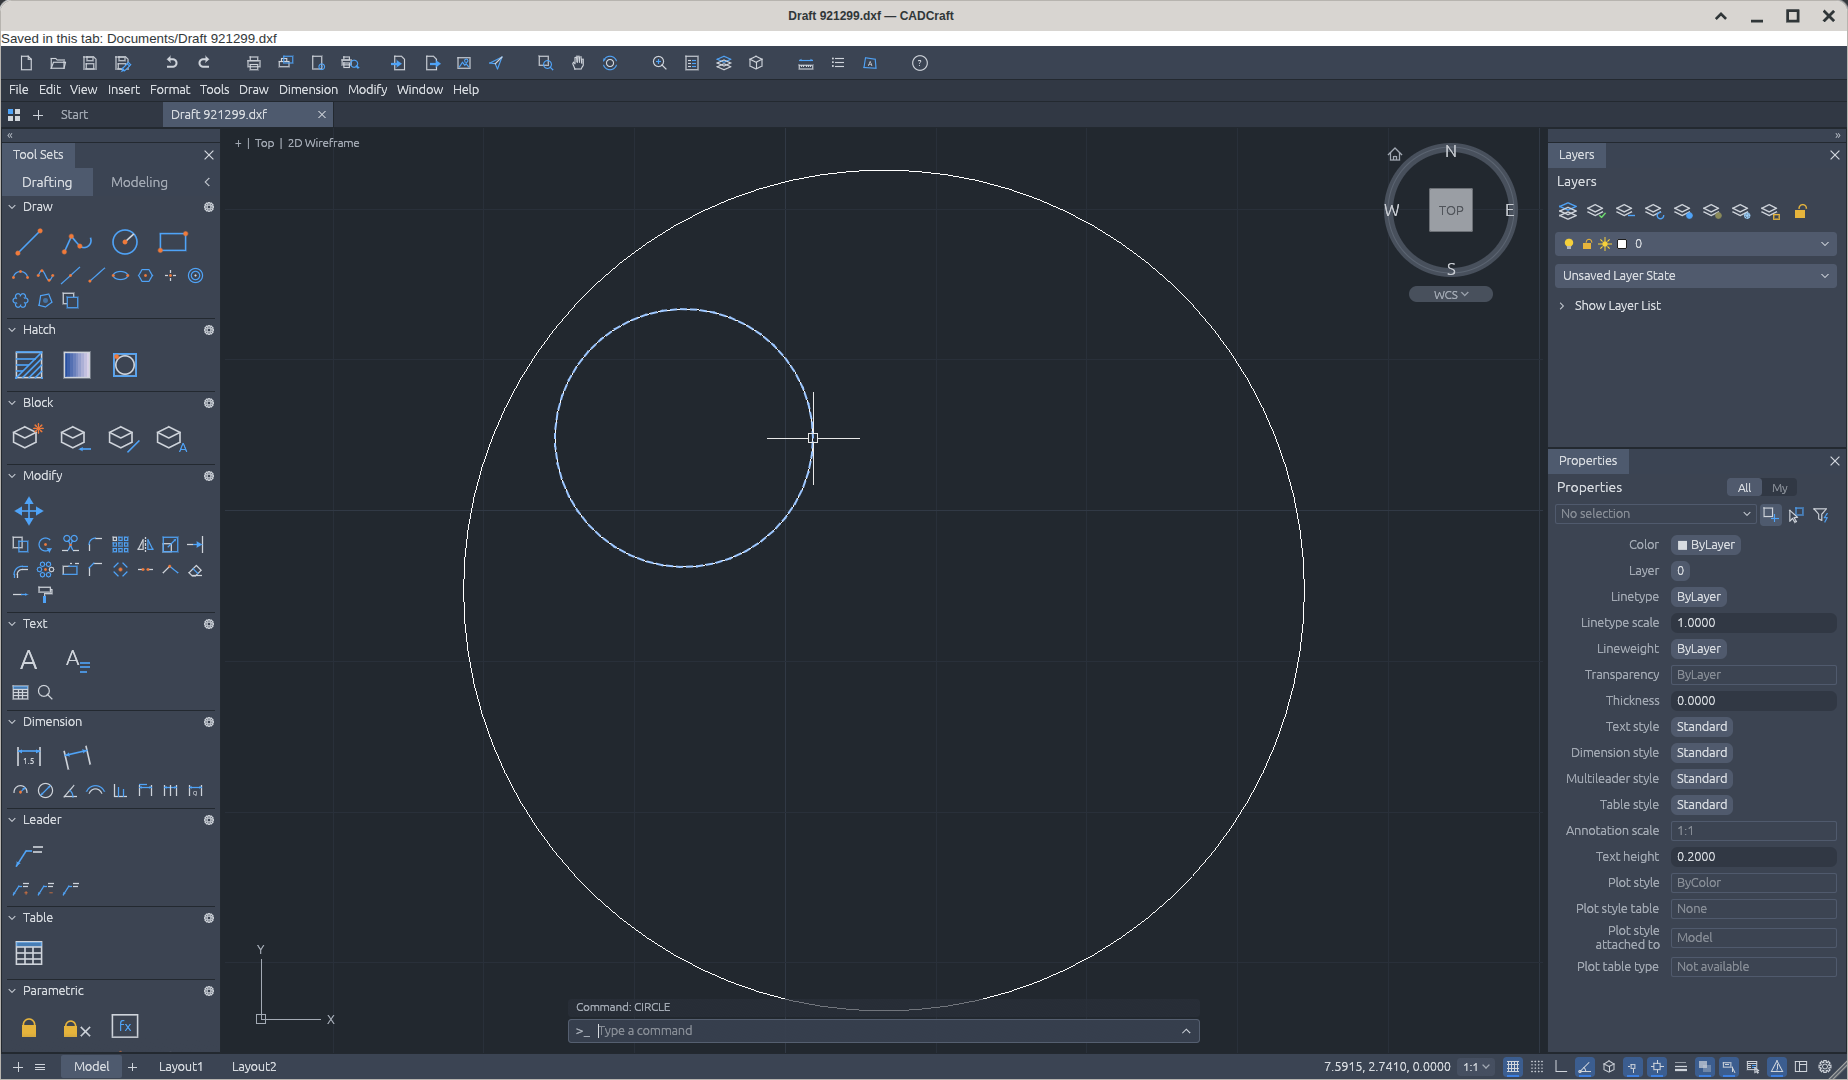 Draft 921299.dxf — CADCraft
Saved in this tab: Documents/Draft 921299.dxf
File Edit View Insert Format Tools Draw Dimension Modify Window Help
Start
Draft 921299.dxf
Tool Sets
Drafting Modeling
Draw
Hatch
Block
Modify
Text
Dimension
Leader
Table
Parametric
+ | Top | 2D Wireframe
N
W TOP E
S
WCS
Y
X
Command: CIRCLE
>_ Type a command
Layers
Layers
0
Unsaved Layer State
Show Layer List
Properties
Properties All My
No selection
Color ByLayer
Layer 0
Linetype ByLayer
Linetype scale 1.0000
Lineweight ByLayer
Transparency ByLayer
Thickness 0.0000
Text style Standard
Dimension style Standard
Multileader style Standard
Table style Standard
Annotation scale 1:1
Text height 0.2000
Plot style ByColor
Plot style table None
Plot style attached to Model
Plot table type Not available
Model
Layout1
Layout2
7.5915, 2.7410, 0.0000 1:1